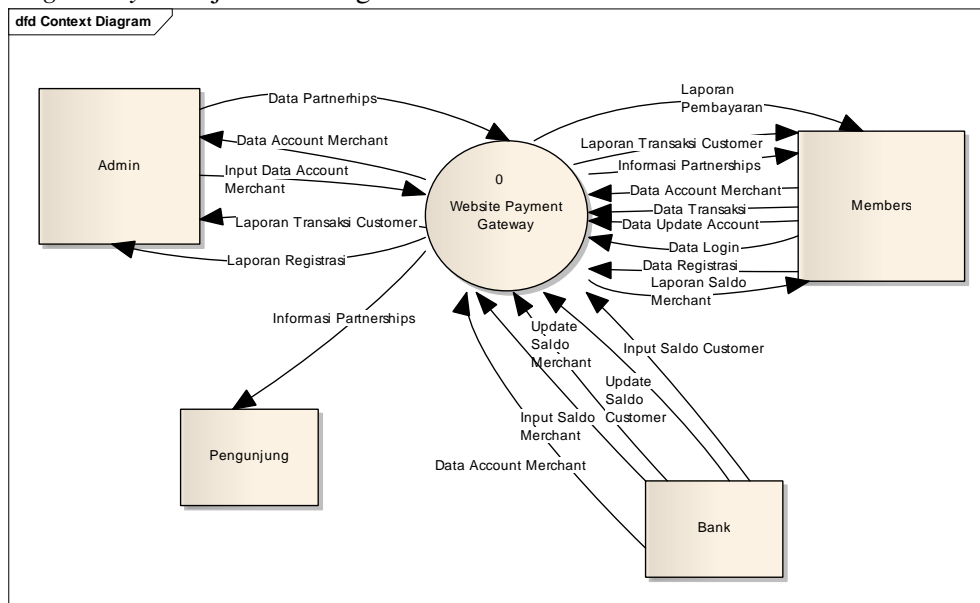 dfd Context Diagram
Admin
Data Partnerhips
Data Account Merchant
Input Data Account
Merchant
Laporan Transaksi Customer
Laporan Registrasi
0
Website Payment
Gateway
Laporan
Pembayaran
Laporan Transaksi Customer
Informasi Partnerships
Data Account Merchant
Data Transaksi
Data Update Account
Data Login
Data Registrasi
Laporan Saldo
Merchant
Members
Informasi Partnerships
Pengunjung
Update
Saldo
Merchant
Input Saldo Customer
Update
Saldo
Customer
Input Saldo
Merchant
Data Account Merchant
Bank